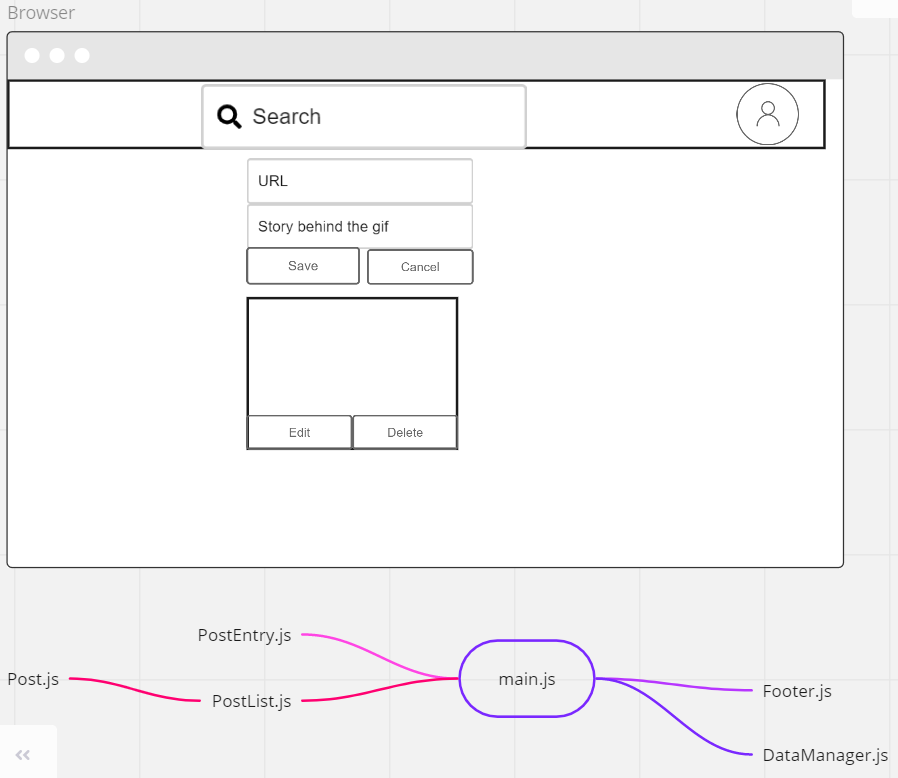 Browser
Search
URL
Story behind the gif
Save
Cancel
Edit
Delete
PostEntry.js
Post.js
PostList.js
main.js
Footer.js
DataManager.js